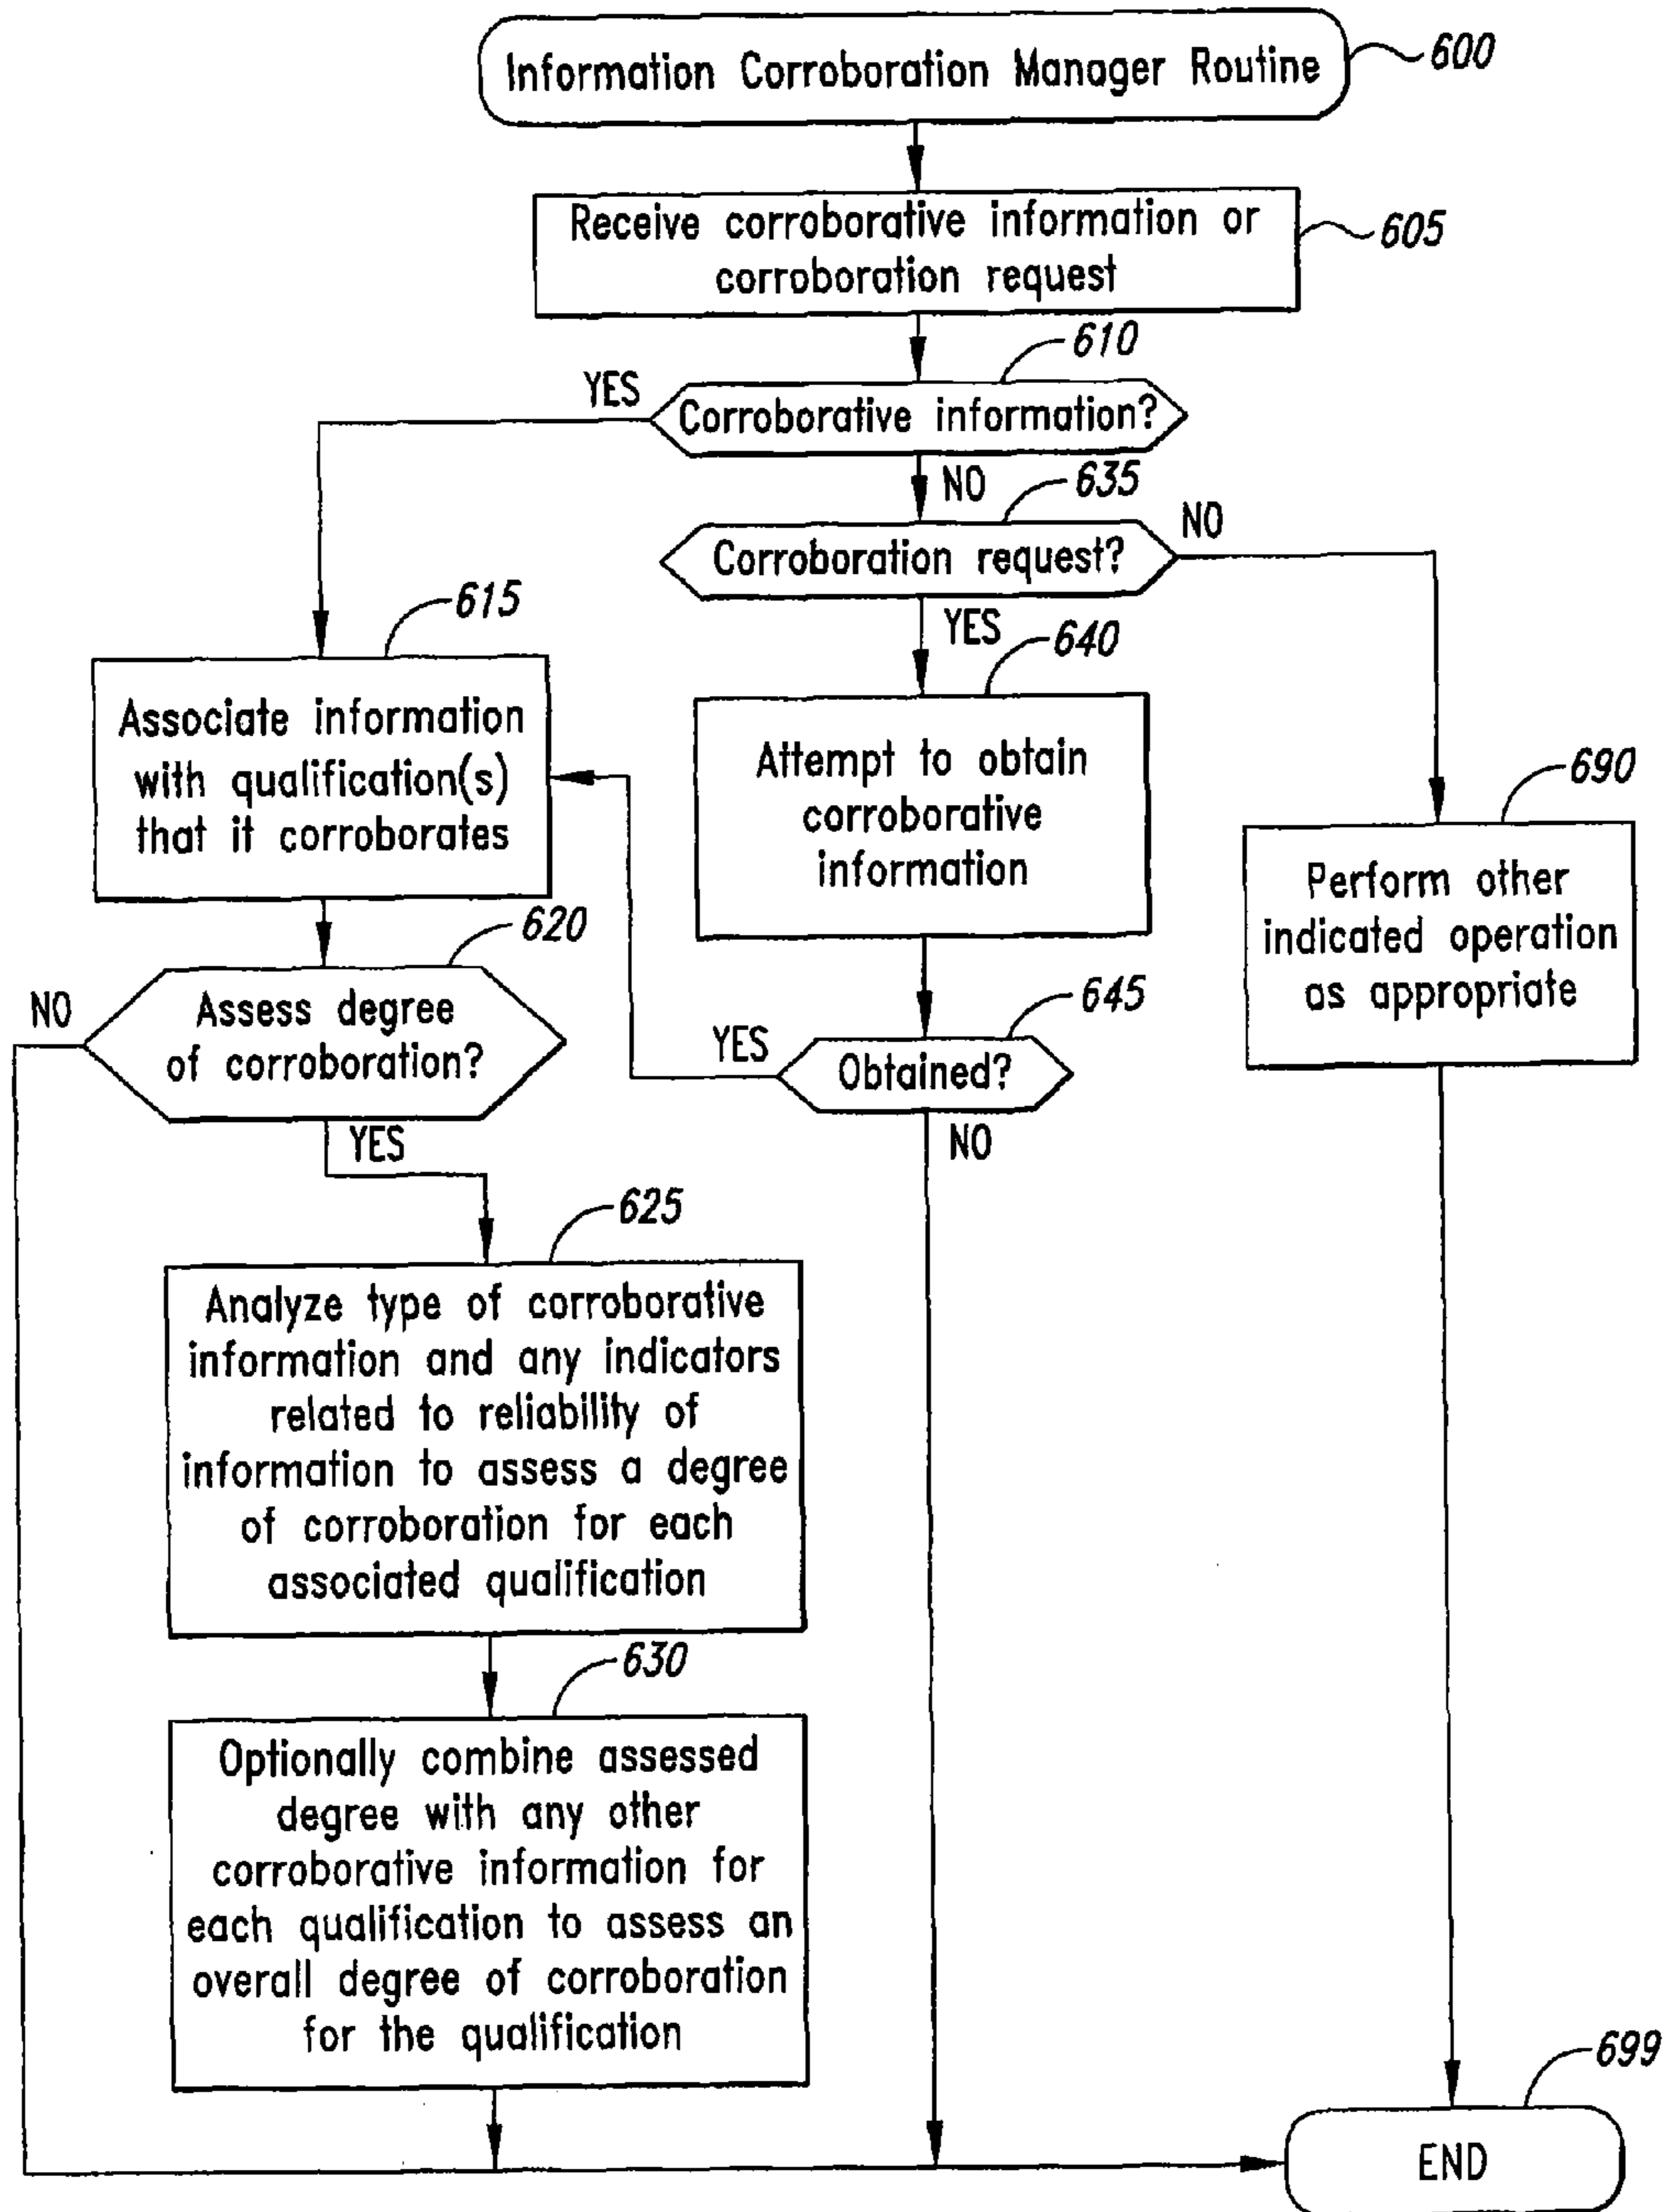 Information Corroboration Manager Routine
600
Receive corroborative information or
corroboration request
605
610
YES
Corroborative information?
NO
635
NO
Corroboration request?
615
YES
640
Associate information
with qualification(s)
that it corroborates
Attempt to obtain
corroborative
information
690
Perform other
indicated operation
as appropriate
620
NO
Assess degree
of corroboration?
645
YES
Obtained?
YES
NO
625
Analyze type of corroborative
information and any indicators
related to reliability of
information to assess a degree
of corroboration for each
associated qualification
630
Optionally combine assessed
degree with any other
corroborative information for
each qualification to assess an
overall degree of corroboration
for the qualification
699
END